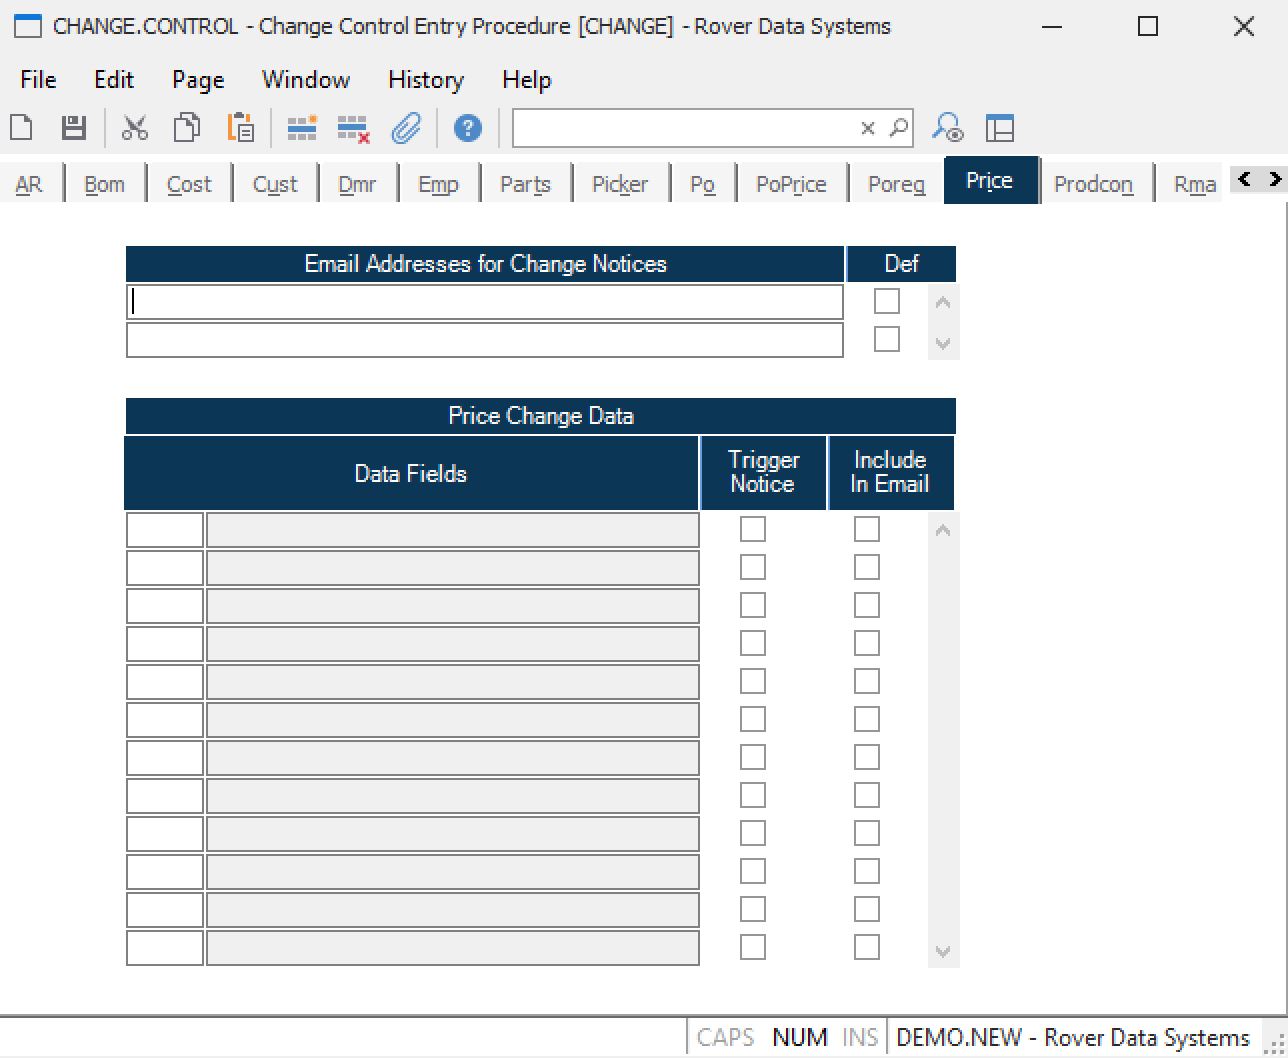 CHANGE.CONTROL - Change Control Entry Procedure [CHANGE] - Rover Data Systems
File Edit Page Window History Help
AR Bom Cost Cust Dmr Emp Parts Picker Po PoPrice Poreg Price Prodcon Rma
Email Addresses for Change Notices Def
Price Change Data
Data Fields Trigger Notice Include In Email
CAPS NUM INS DEMO.NEW - Rover Data Systems